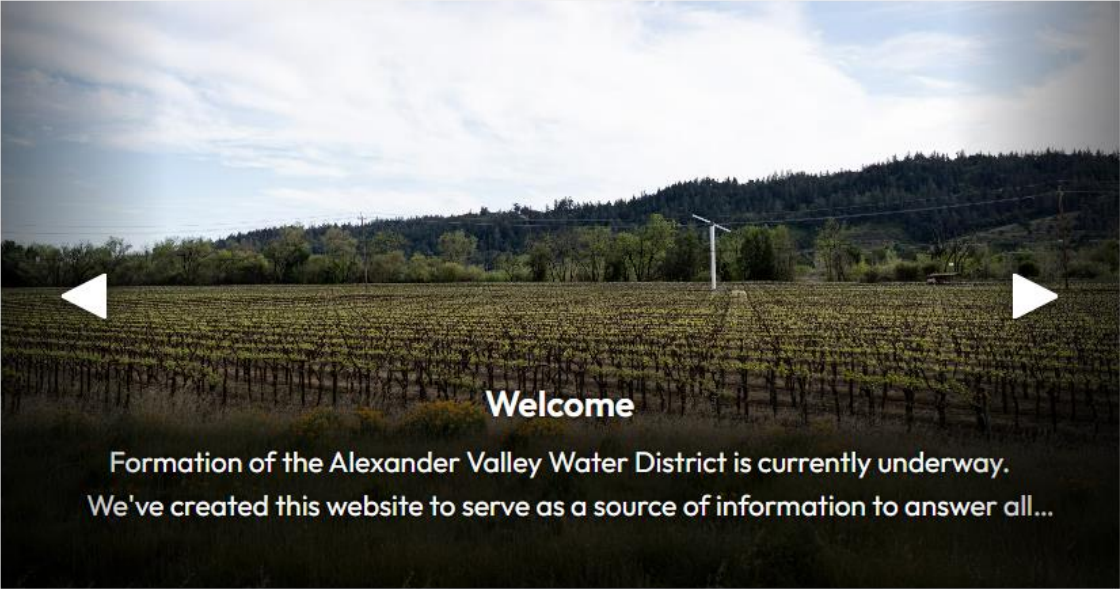 Welcome
Formation of the Alexander Valley Water District is currently underway.
We've created this website to serve as a source of information to answer all...